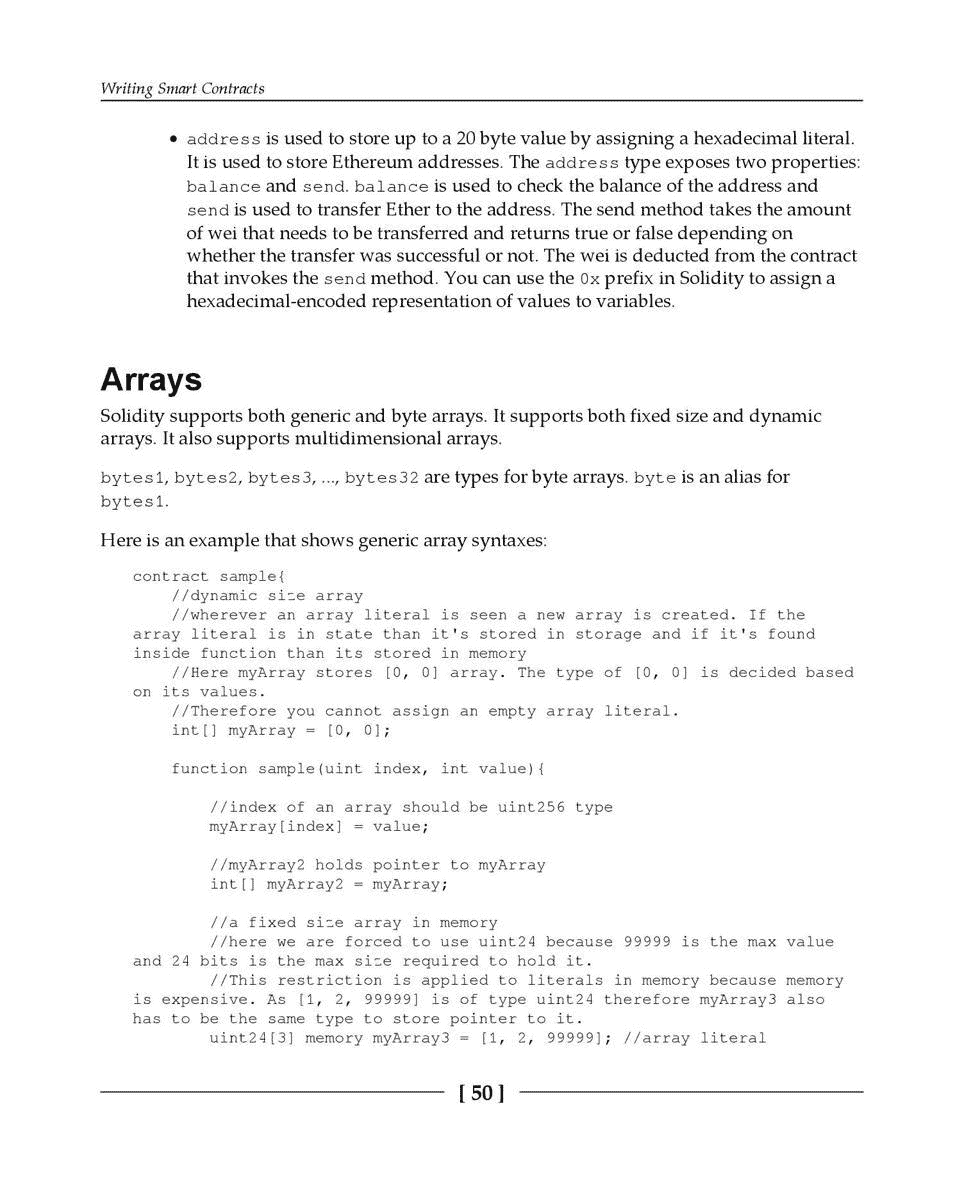 Writing Smart Contracts
• address is used to store up to a 20 byte value by assigning a hexadecimal literal.
It is used to store Ethereum addresses. The address type exposes two properties:
balance and send. balance is used to check the balance of the address and
send is used to transfer Ether to the address. The send method takes the amount
of wei that needs to be transferred and returns true or false depending on
whether the transfer was successful or not. The wei is deducted from the contract
that invokes the send method. You can use the 0x prefix in Solidity to assign a
hexadecimal-encoded representation of values to variables.
Arrays
Solidity supports both generic and byte arrays. It supports both fixed size and dynamic
arrays. It also supports multidimensional arrays.
bytes1, bytes2, bytes3, ..., bytes32 are types for byte arrays. byte is an alias for
bytes1.
Here is an example that shows generic array syntaxes:
contract sample{
//dynamic size array
//wherever an array literal is seen a new array is created. If the
array literal is in state than it's stored in storage and if it's found
inside function than its stored in memory
//Here myArray stores [0, 0] array. The type of [0, 0] is decided based
on its values.
//Therefore you cannot assign an empty array literal.
int[] myArray = [0, 0];
function sample(uint index, int value){
//index of an array should be uint256 type
myArray[index] = value;
//myArray2 holds pointer to myArray
int[] myArray2 = myArray;
//a fixed size array in memory
//here we are forced to use uint24 because 99999 is the max value
and 24 bits is the max size required to hold it.
//This restriction is applied to literals in memory because memory
is expensive. As [1, 2, 99999] is of type uint24 therefore myArray3 also
has to be the same type to store pointer to it.
uint24[3] memory myArray3 = [1, 2, 99999]; //array literal
[ 50 ]